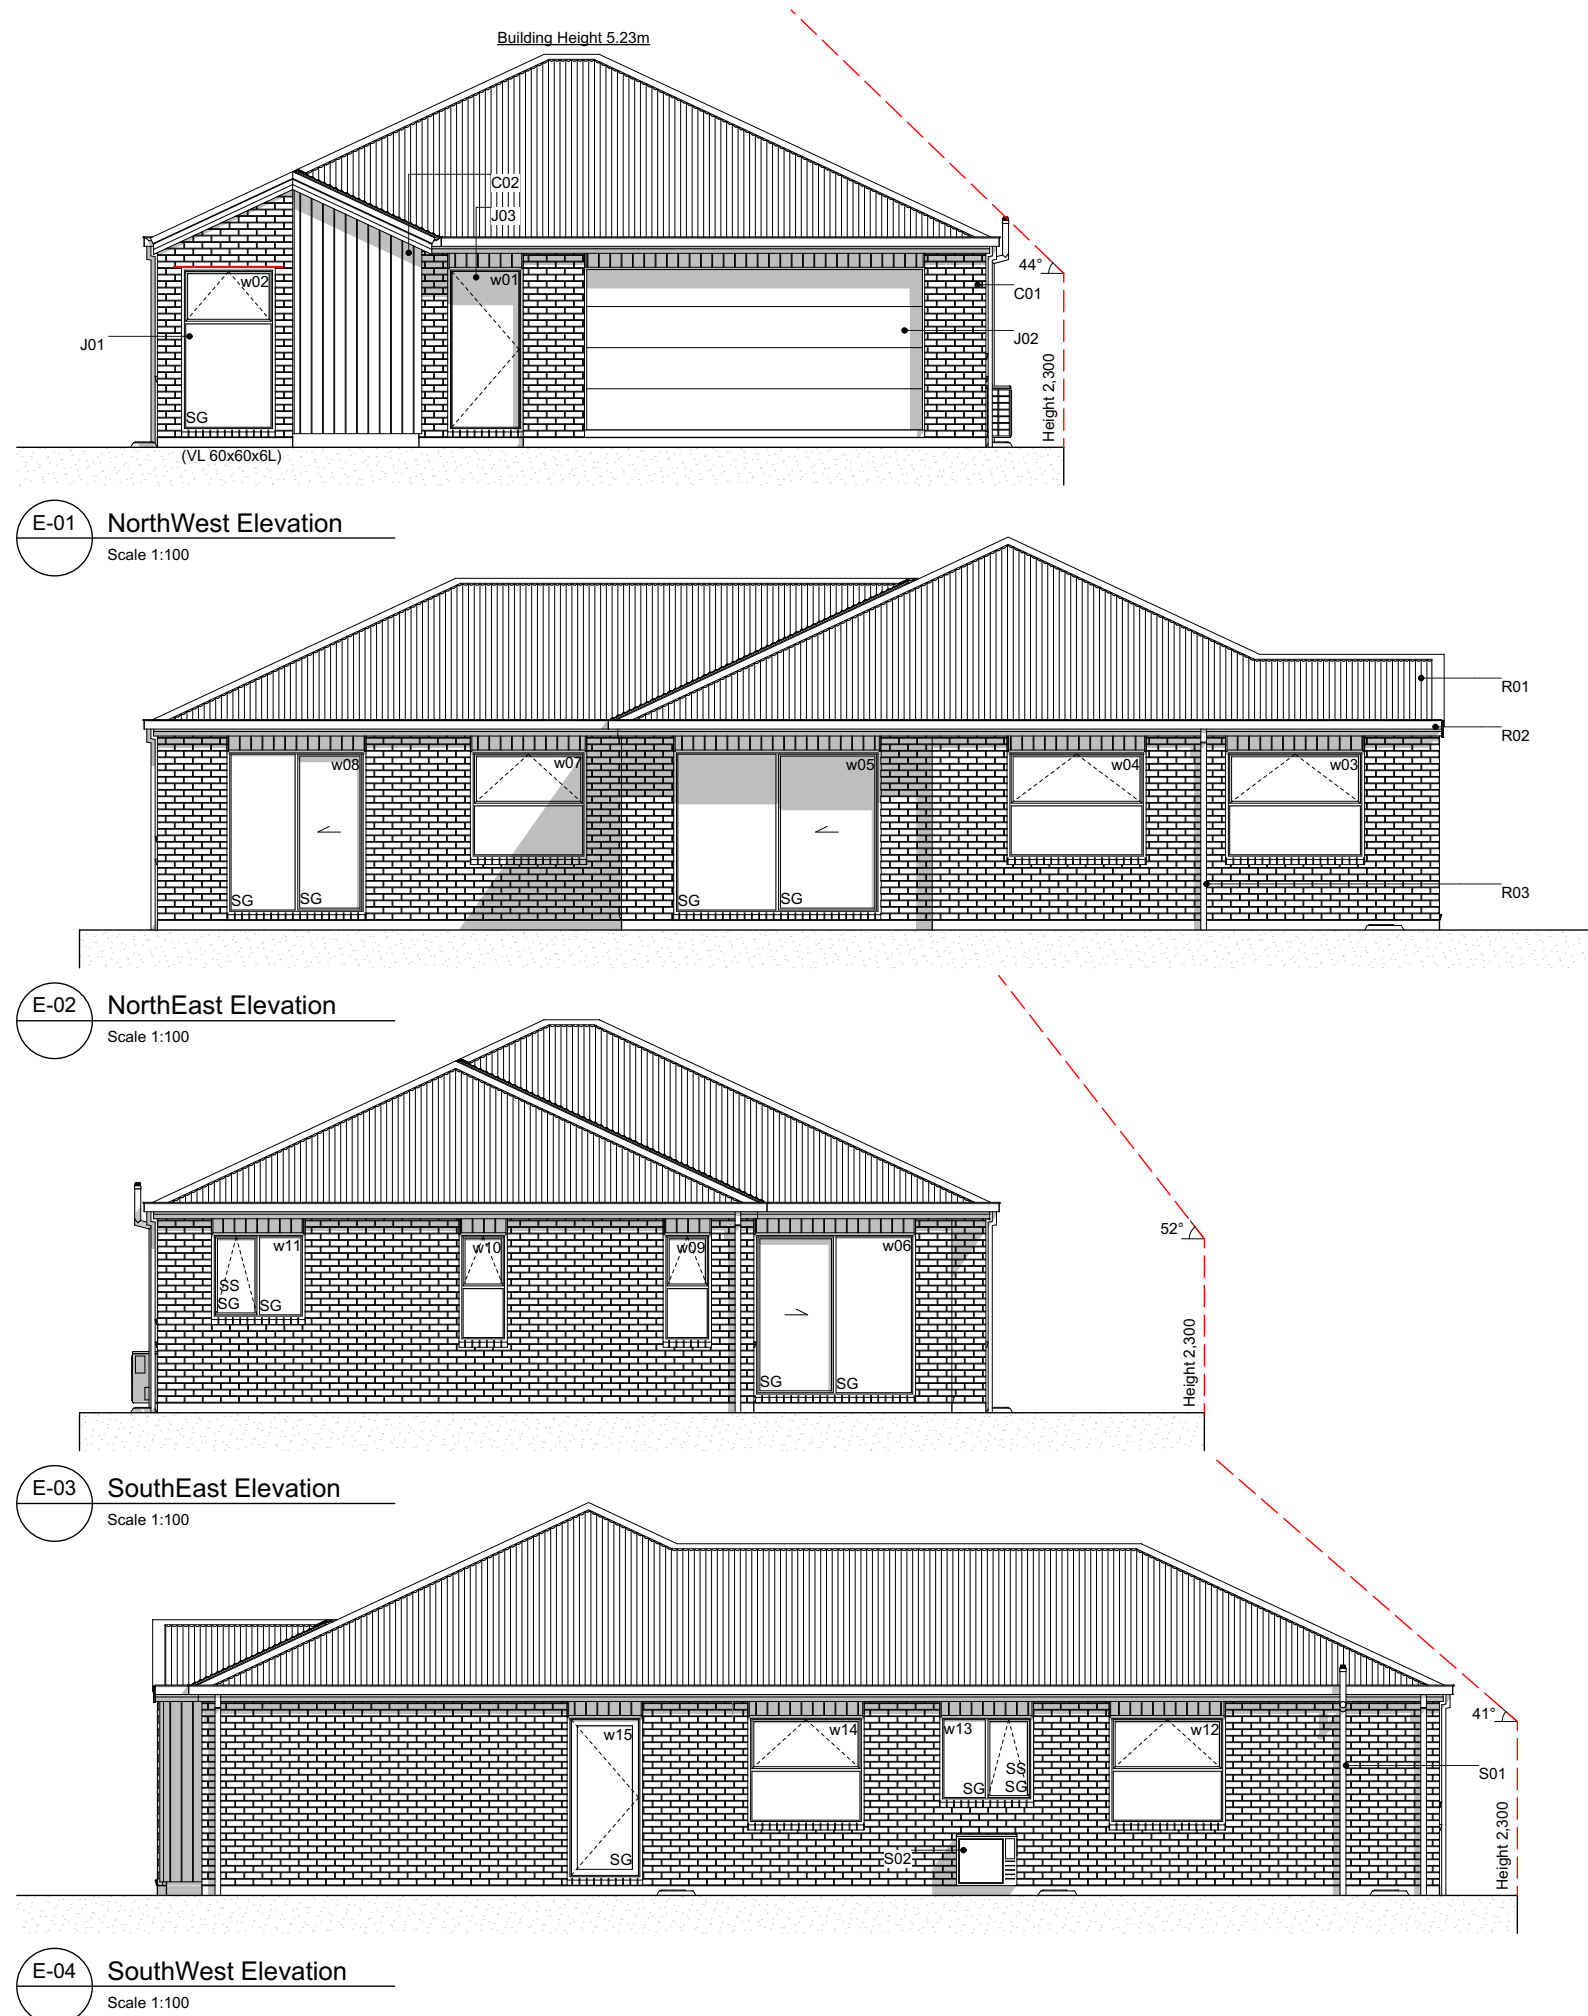 Building Height 5.23m
C02
J03
44°
w02
w01
C01
J01
J02
Height 2,300
SG
(VL 60x60x6L)
E-01
NorthWest Elevation
Scale 1:100
R01
R02
w08
w07
w05
w04
w03
SG
SG
SG
SG
R03
E-02
NorthEast Elevation
Scale 1:100
52°
w11
w10
w09
w06
SS
SG
SG
SG
SG
Height 2,300
E-03
SouthEast Elevation
Scale 1:100
41°
w15
w14
w13
w12
SS
SG
SG
S01
SG
S02
Height 2,300
E-04
SouthWest Elevation
Scale 1:100